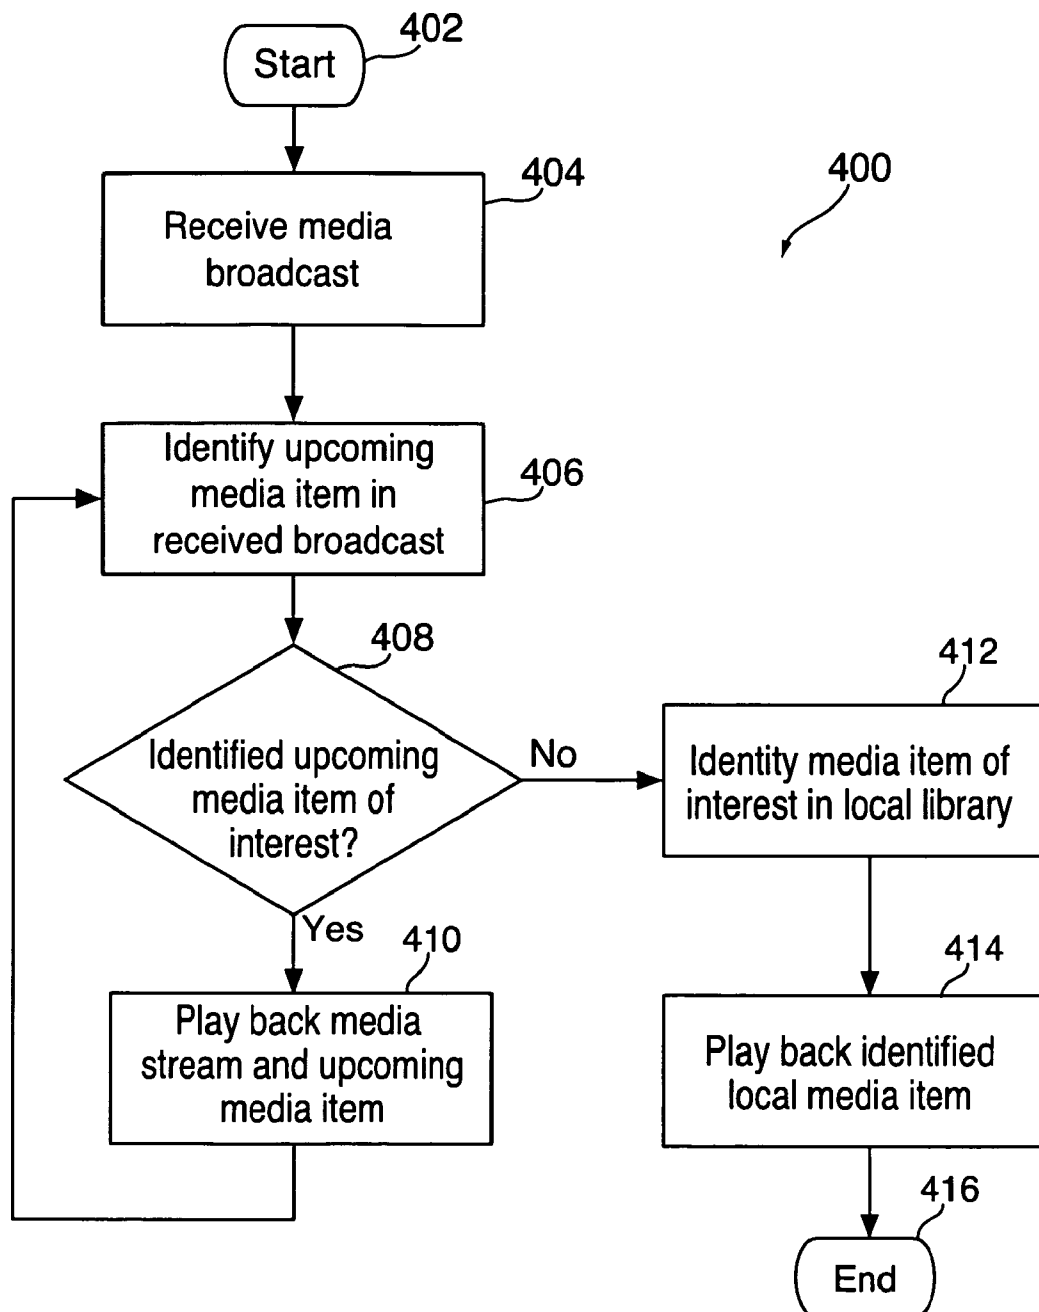 402
Start
404
400
Receive media
broadcast
Identify upcoming
media item in
received broadcast
406
408
412
Identified upcoming
media item of
interest?
No
Identity media item of
interest in local library
Yes
410
414
Play back media
stream and upcoming
media item
Play back identified
local media item
416
End